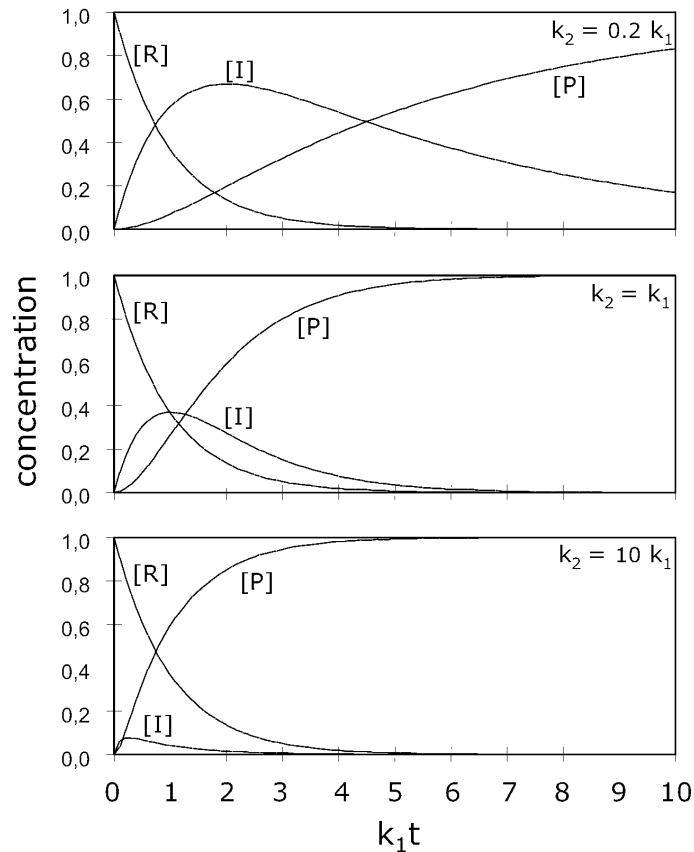 concentration
1,0
0,8
0,6
0,4
0,2
0,0
[R]
[I]
[P]
k₂ = 0.2 k₁
1,0
0,8
0,6
0,4
0,2
0,0
[R]
[P]
[I]
k₂ = k₁
1,0
0,8
0,6
0,4
0,2
0,0
[R]
[P]
[I]
k₂ = 10 k₁
0 1 2 3 4 5 6 7 8 9 10
k₁t